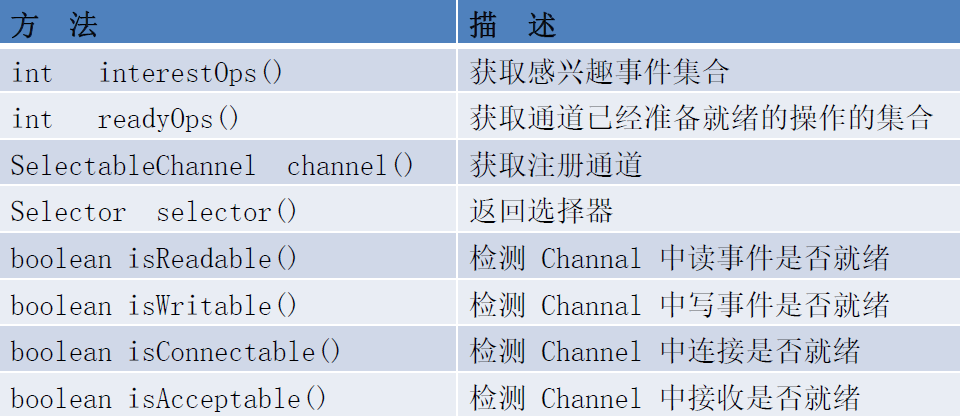 方 法 描 述
int interestOps() 获取感兴趣事件集合
int readyOps() 获取通道已经准备就绪的操作的集合
SelectableChannel channel() 获取注册通道
Selector selector() 返回选择器
boolean isReadable() 检测 Channal 中读事件是否就绪
boolean isWritable() 检测 Channal 中写事件是否就绪
boolean isConnectable() 检测 Channel 中连接是否就绪
boolean isAcceptable() 检测 Channel 中接收是否就绪